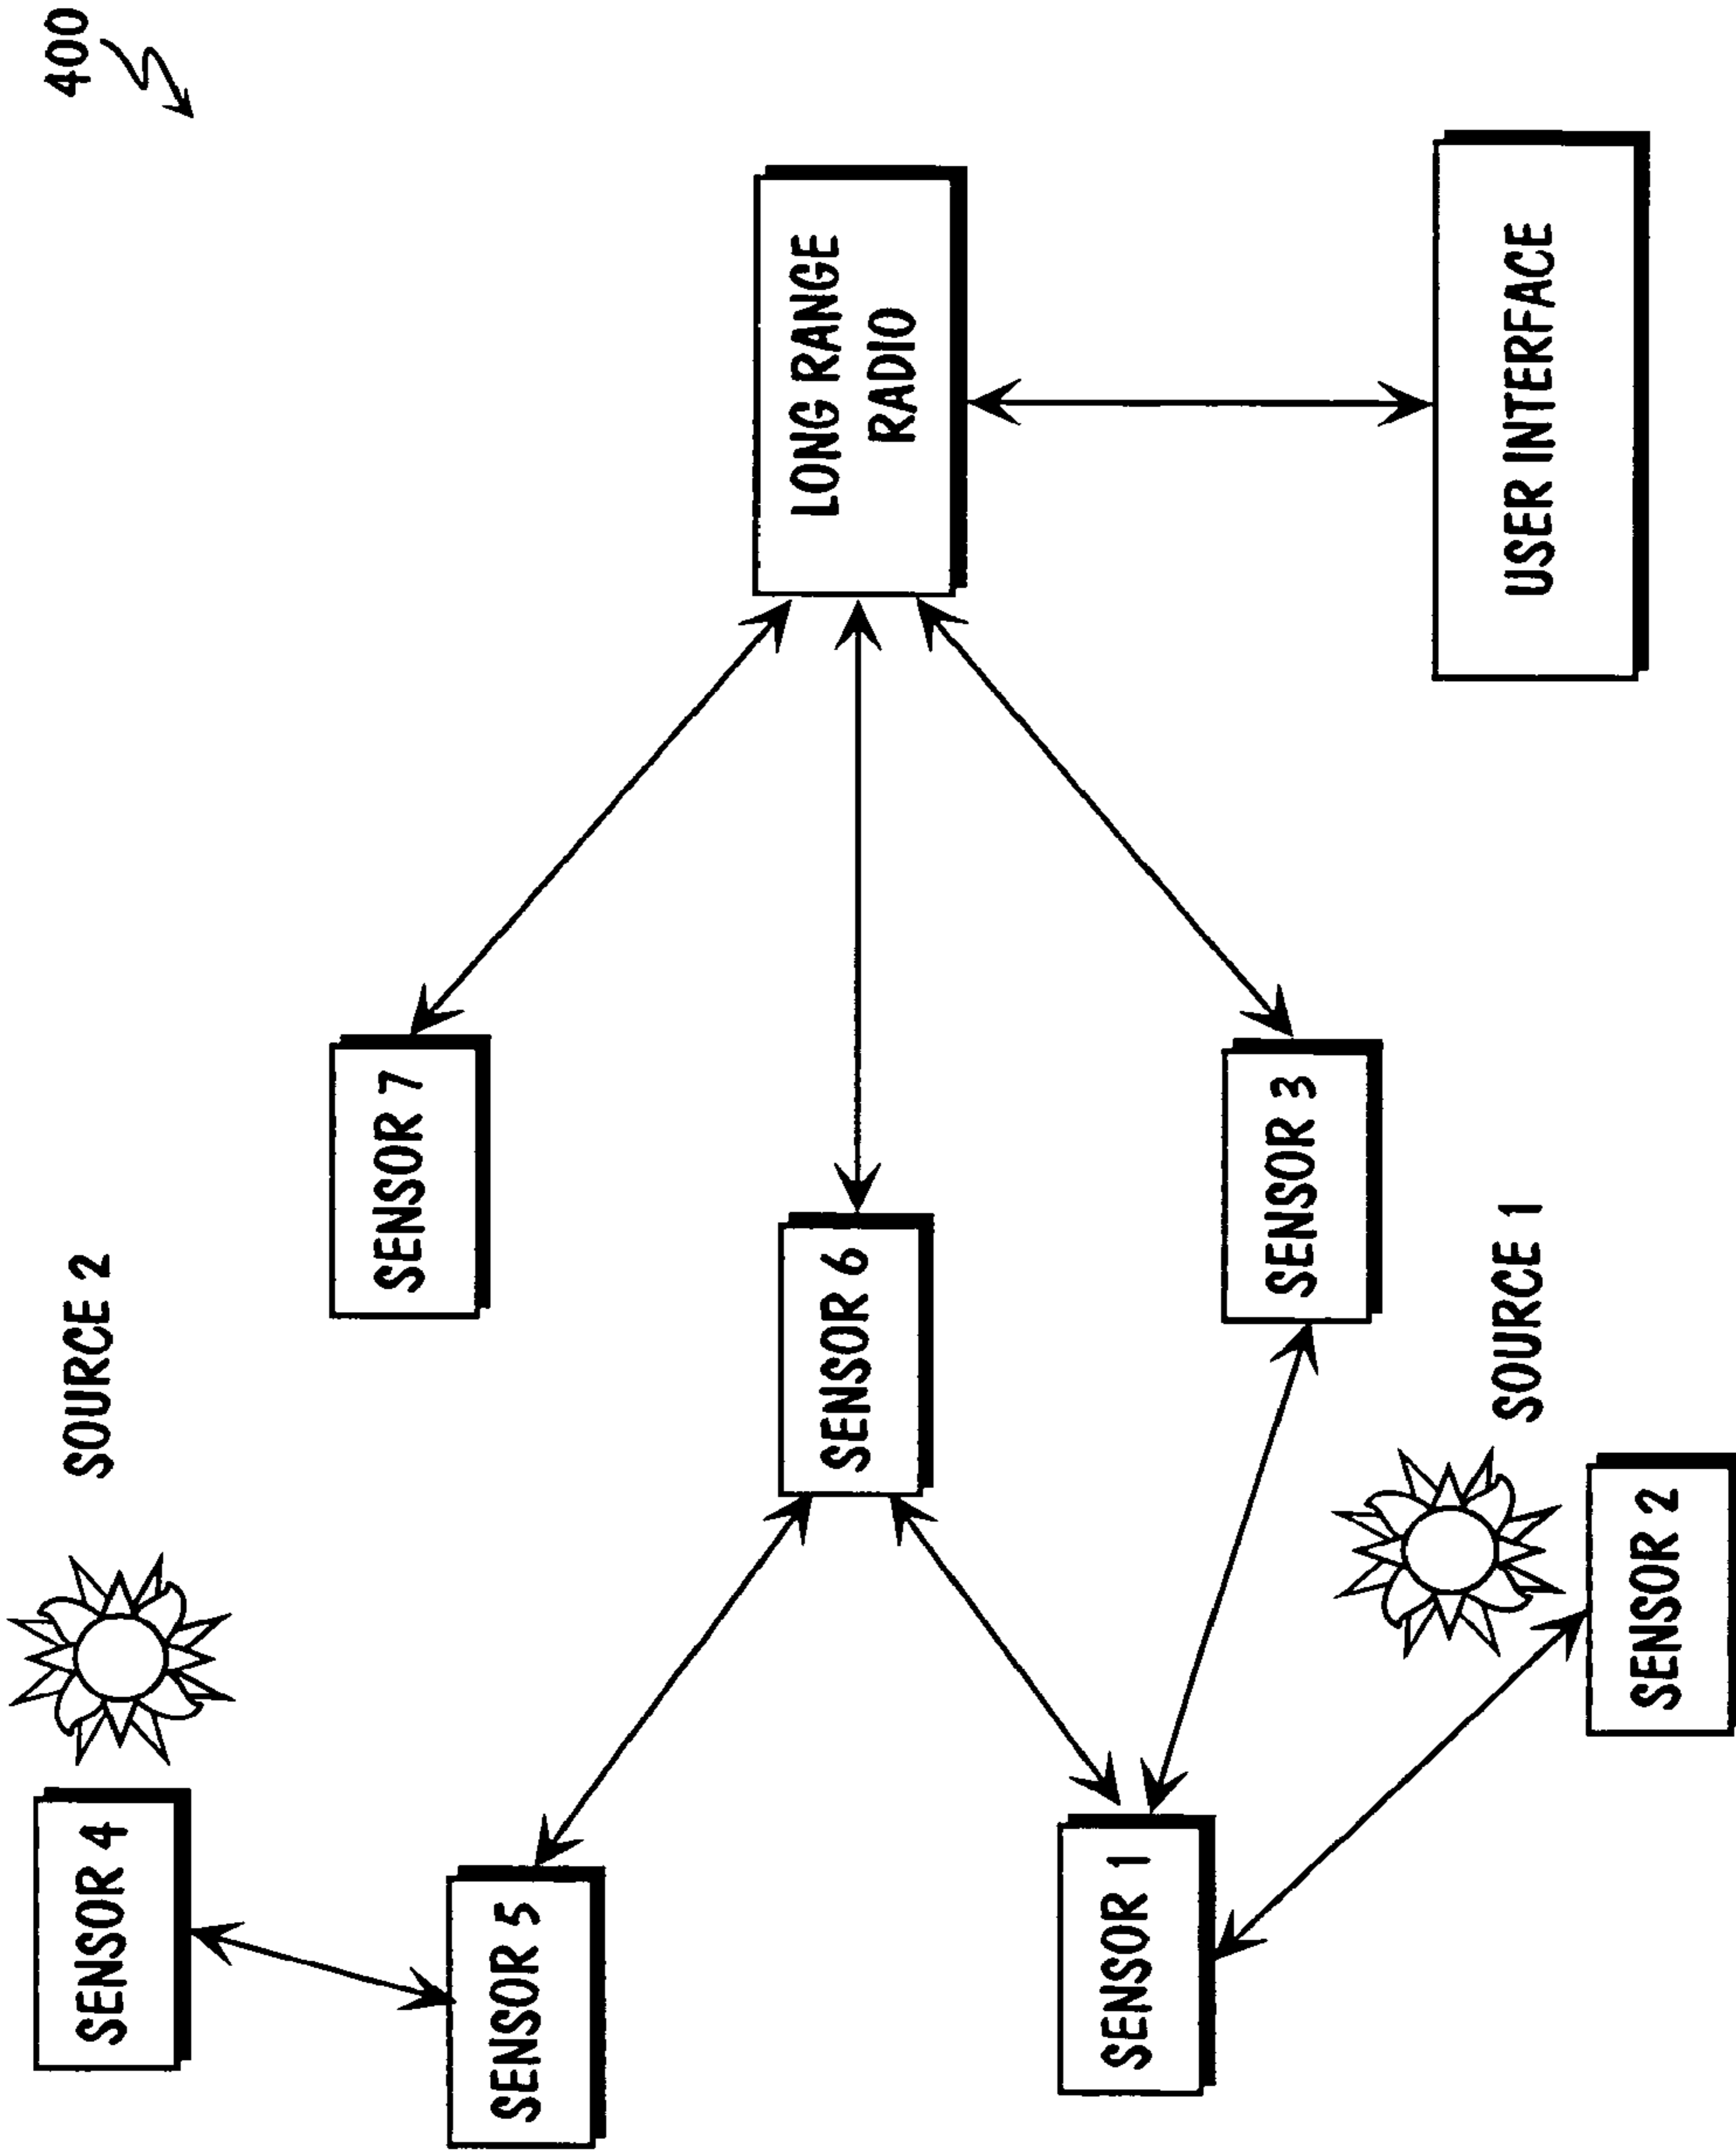 400
SOURCE 2
SENSOR 4
SENSOR 5
SENSOR 7
SENSOR 6
LONG RANGE
RADIO
SENSOR 1
SENSOR 3
SOURCE 1
SENSOR 2
USER INTERFACE